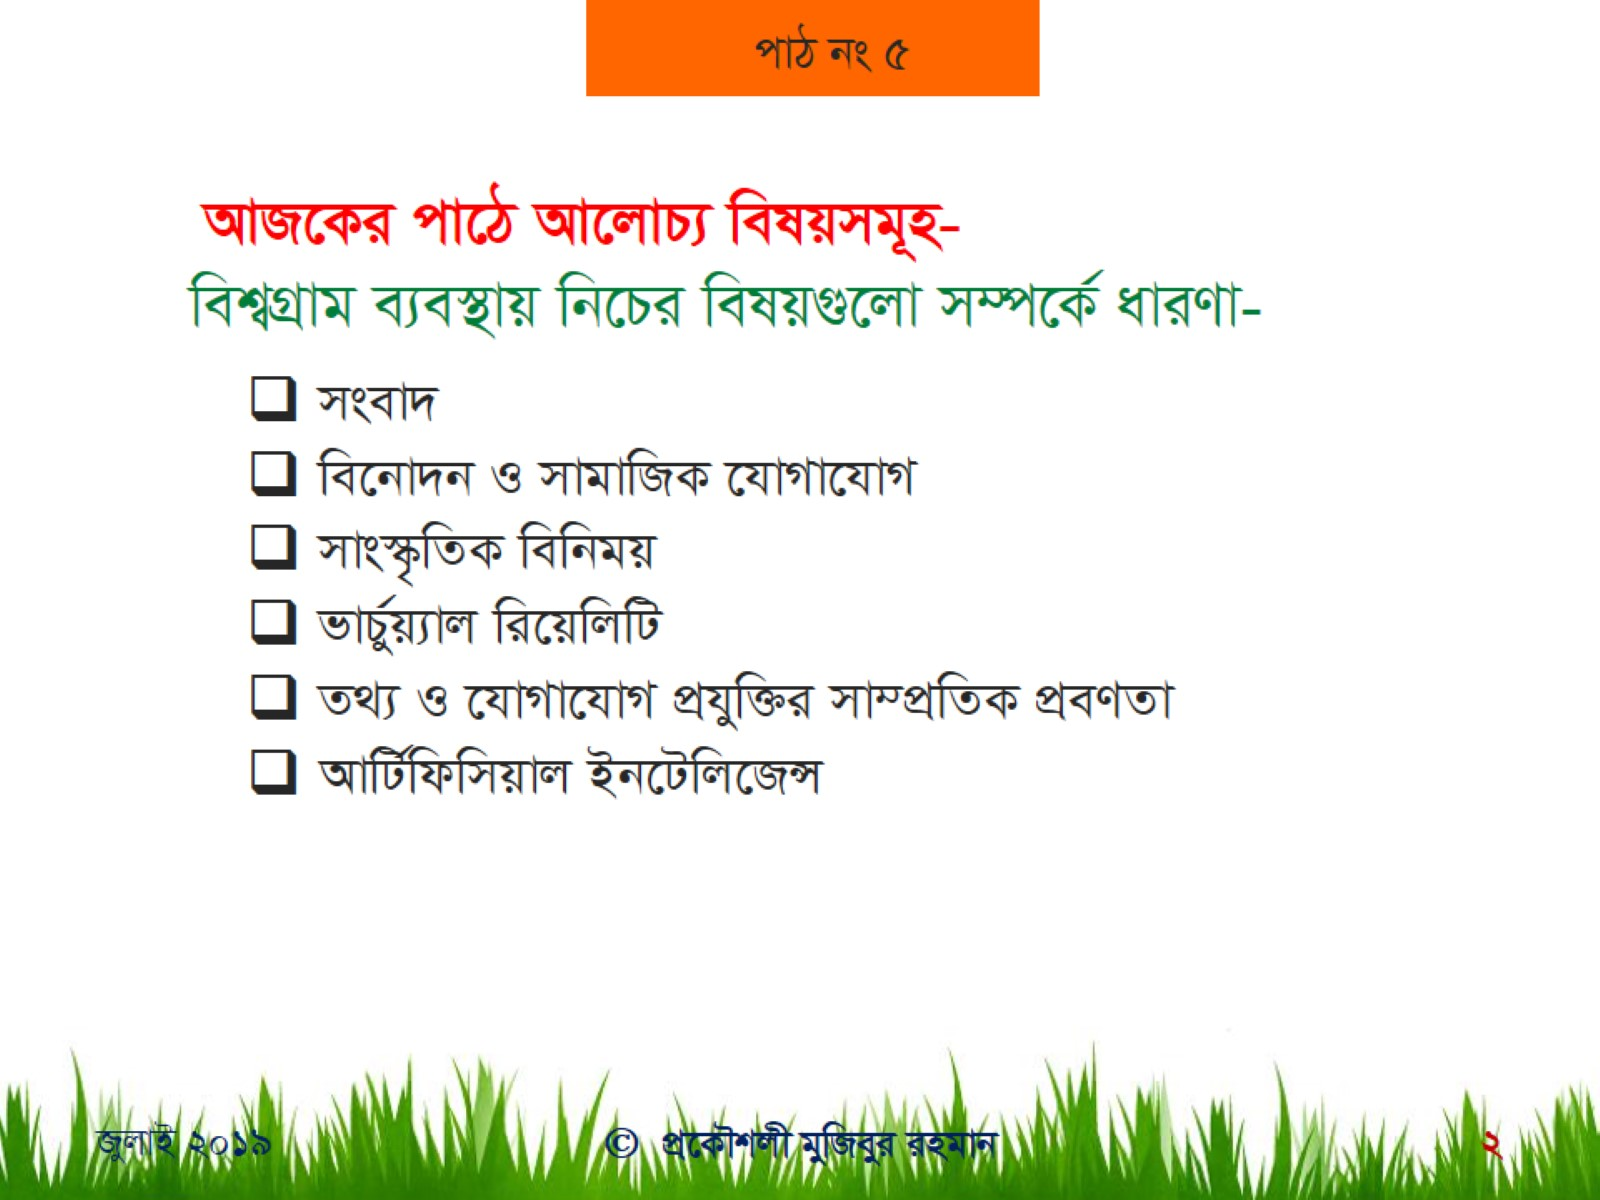 পাঠ নং ৫
আজকের পাঠে আলোচ্য বিষয়সমূহ-
বিশ্বগ্রাম ব্যবস্থায় নিচের বিষয়গুলো সম্পর্কে ধারণা-
❑ সংবাদ
❑ বিনোদন ও সামাজিক যোগাযোগ
❑ সাংস্কৃতিক বিনিময়
❑ ভার্চুয়্যাল রিয়েলিটি
❑ তথ্য ও যোগাযোগ প্রযুক্তির সাম্প্রতিক প্রবণতা
❑ আর্টিফিসিয়াল ইনটেলিজেন্স
জুলাই ২০১৯ © প্রকৌশলী মুজিবুর রহমান ২